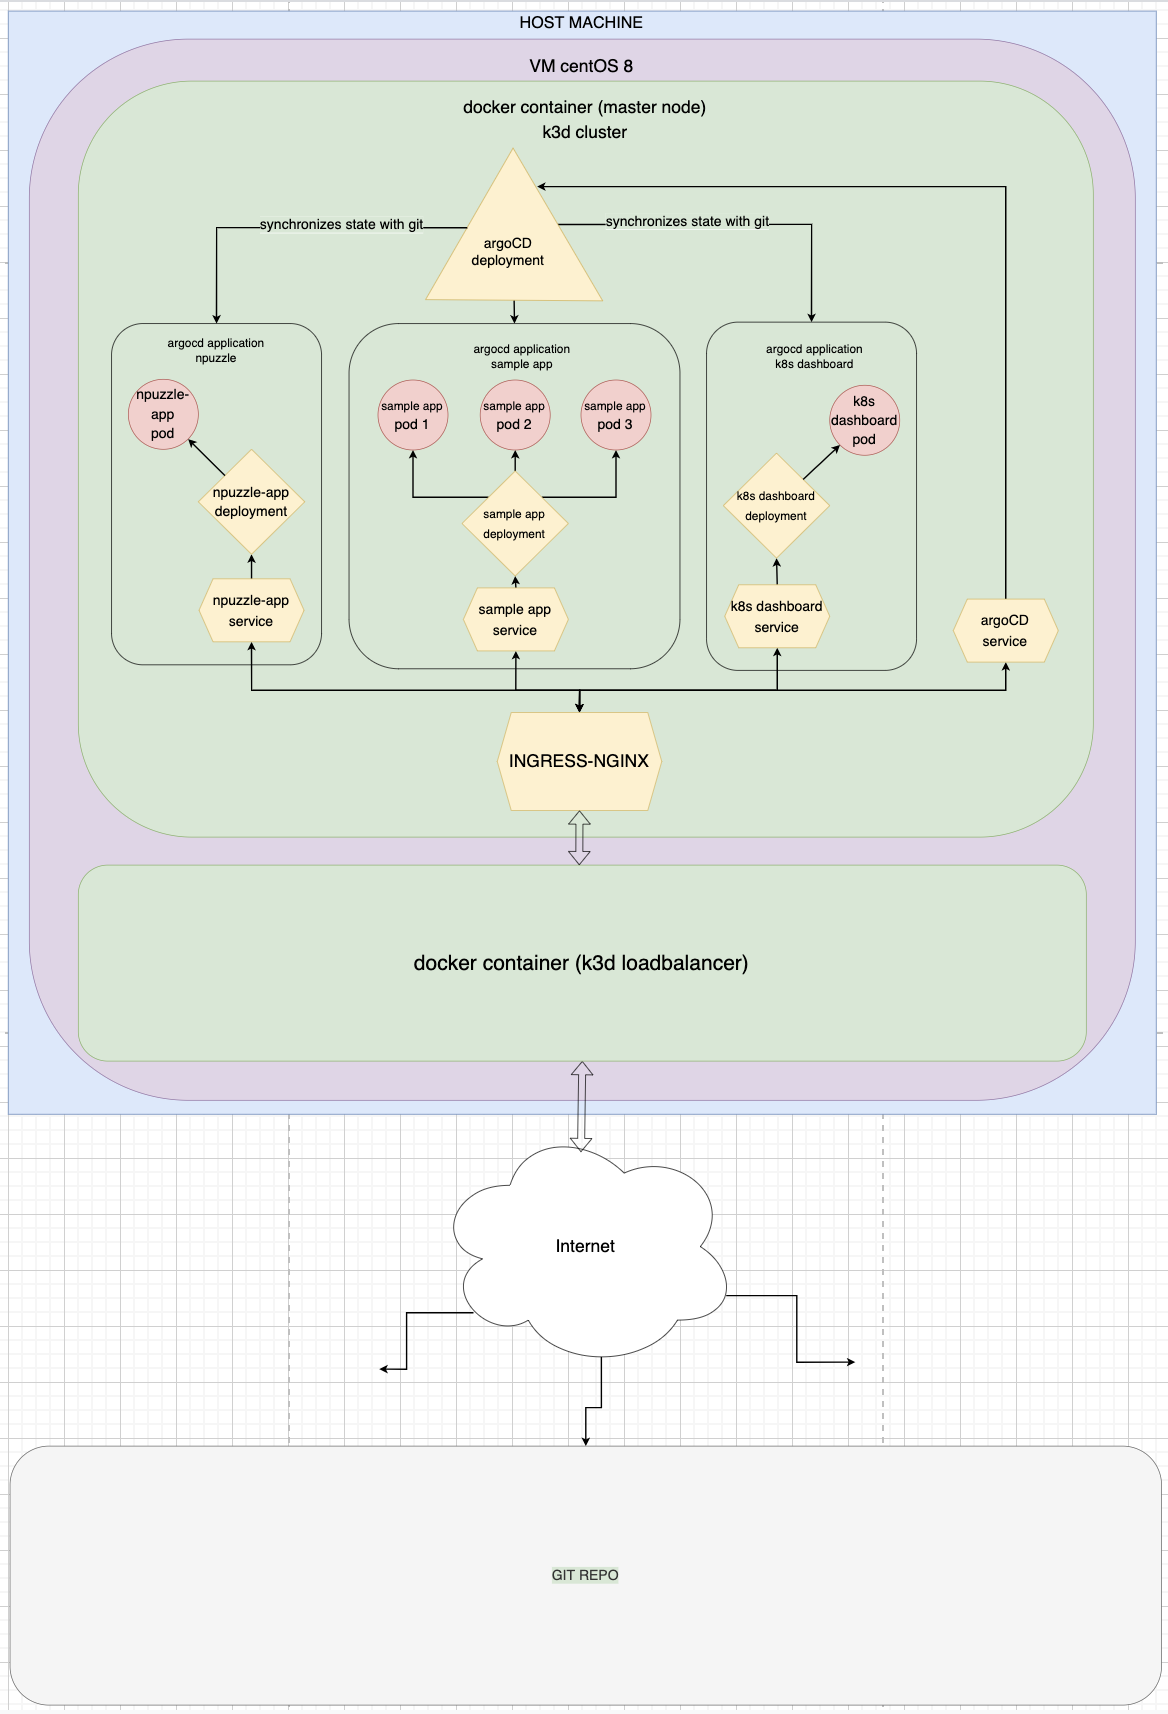 HOST MACHINE
VM centOS 8
docker container (master node)
k3d cluster
synchronizes state with git
synchronizes state with git
argoCD
deployment
argocd application
npuzzle
argocd application
sample app
argocd application
k8s dashboard
npuzzle-
app
pod
sample app
pod 1
sample app
pod 2
sample app
pod 3
k8s
dashboard
pod
npuzzle-app
deployment
sample app
deployment
k8s dashboard
deployment
npuzzle-app
service
sample app
service
k8s dashboard
service
argoCD
service
INGRESS-NGINX
docker container (k3d loadbalancer)
Internet
GIT REPO